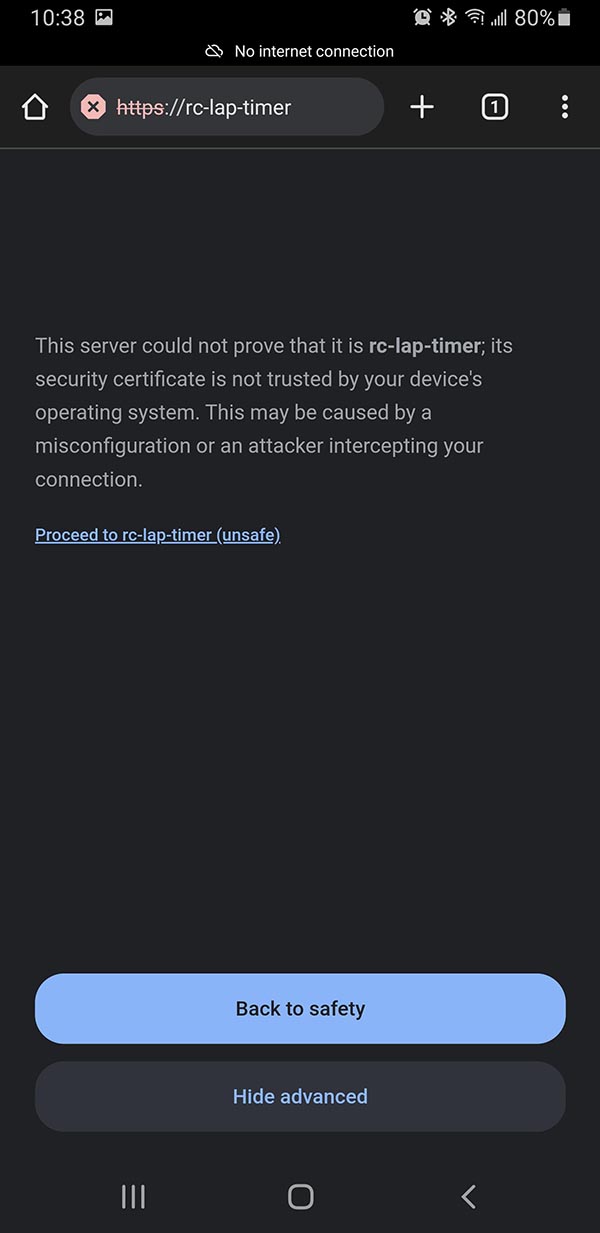 10:38 80%
No internet connection
https://rc-lap-timer 1
This server could not prove that it is rc-lap-timer; its
security certificate is not trusted by your device's
operating system. This may be caused by a
misconfiguration or an attacker intercepting your
connection.
Proceed to rc-lap-timer (unsafe)
Back to safety
Hide advanced